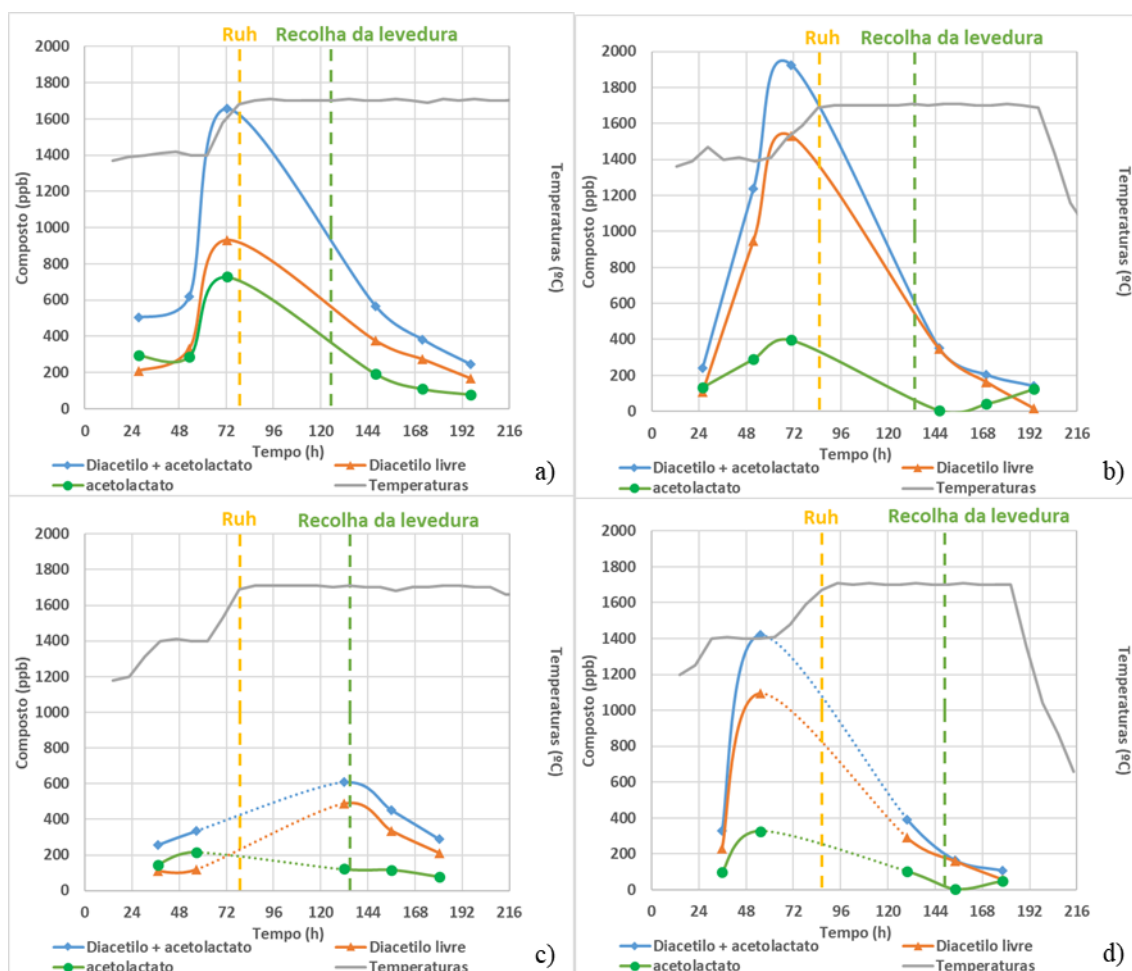 Ruh Recolha da levedura
2000
1800
1600
1400
1200
1000
800
600
400
200
0
Composto (ppb)
Temperaturas (ºC)
0 24 48 72 96 120 144 168 192 216
Tempo (h)
Diacetilo + acetolactato Diacetilo livre
acetolactato Temperaturas
a)
Ruh Recolha da levedura
2000
1800
1600
1400
1200
1000
800
600
400
200
0
Composto (ppb)
Temperaturas (ºC)
0 24 48 72 96 120 144 168 192 216
Tempo (h)
Diacetilo + acetolactato Diacetilo livre
acetolactato Temperaturas
b)
Ruh Recolha da levedura
2000
1800
1600
1400
1200
1000
800
600
400
200
0
Composto (ppb)
Temperaturas (ºC)
0 24 48 72 96 120 144 168 192 216
Tempo (h)
Diacetilo + acetolactato Diacetilo livre
acetolactato Temperaturas
c)
Ruh Recolha da levedura
2000
1800
1600
1400
1200
1000
800
600
400
200
0
Composto (ppb)
Temperaturas (ºC)
0 24 48 72 96 120 144 168 192 216
Tempo (h)
Diacetilo + acetolactato Diacetilo livre
acetolactato Temperaturas
d)